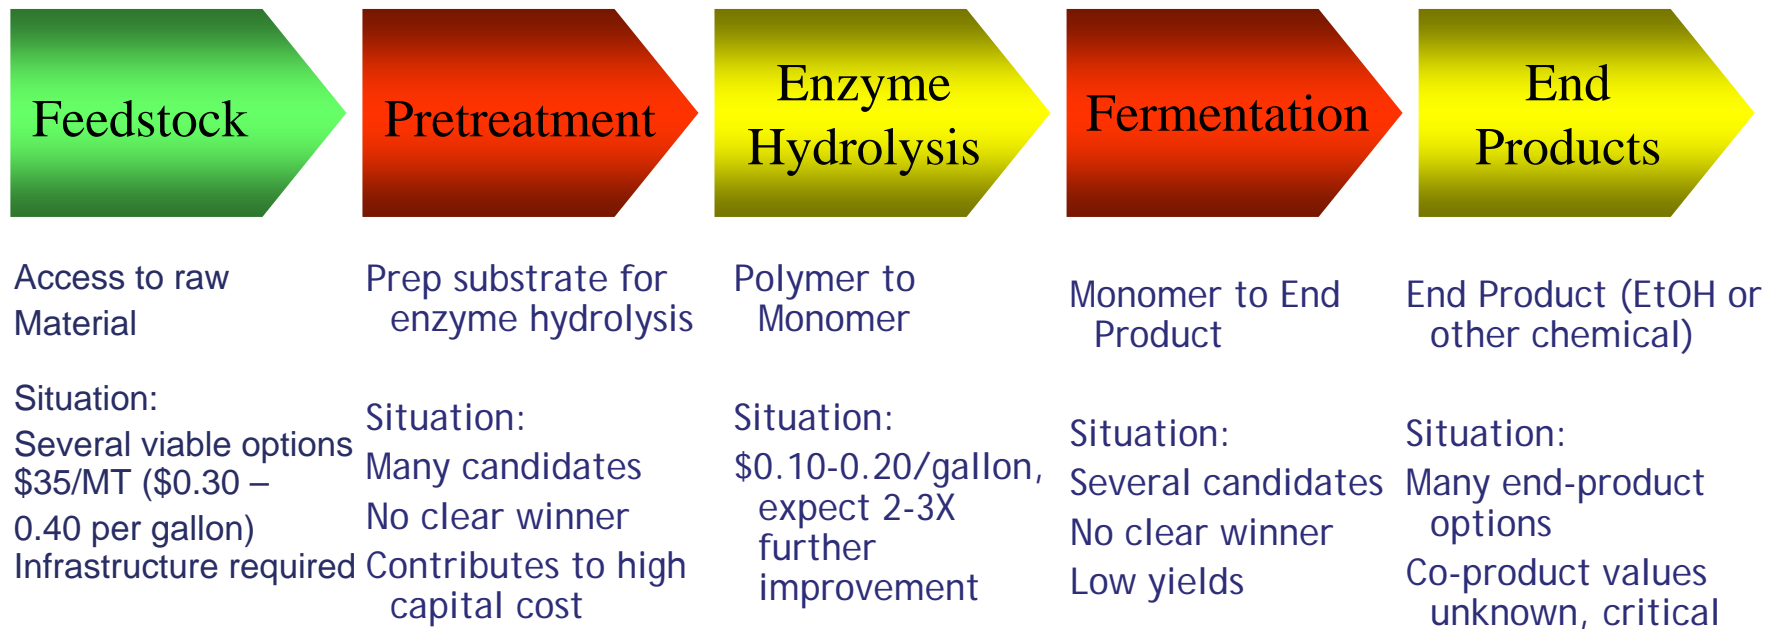 Feedstock
Pretreatment
Enzyme
Hydrolysis
Fermentation
End
Products
Access to raw
Material
Situation:
Several viable options
$35/MT ($0.30 –
0.40 per gallon)
Infrastructure required
Prep substrate for
enzyme hydrolysis
Situation:
Many candidates
No clear winner
Contributes to high
capital cost
Polymer to
Monomer
Situation:
$0.10-0.20/gallon,
expect 2-3X
further
improvement
Monomer to End
Product
Situation:
Several candidates
No clear winner
Low yields
End Product (EtOH or
other chemical)
Situation:
Many end-product
options
Co-product values
unknown, critical